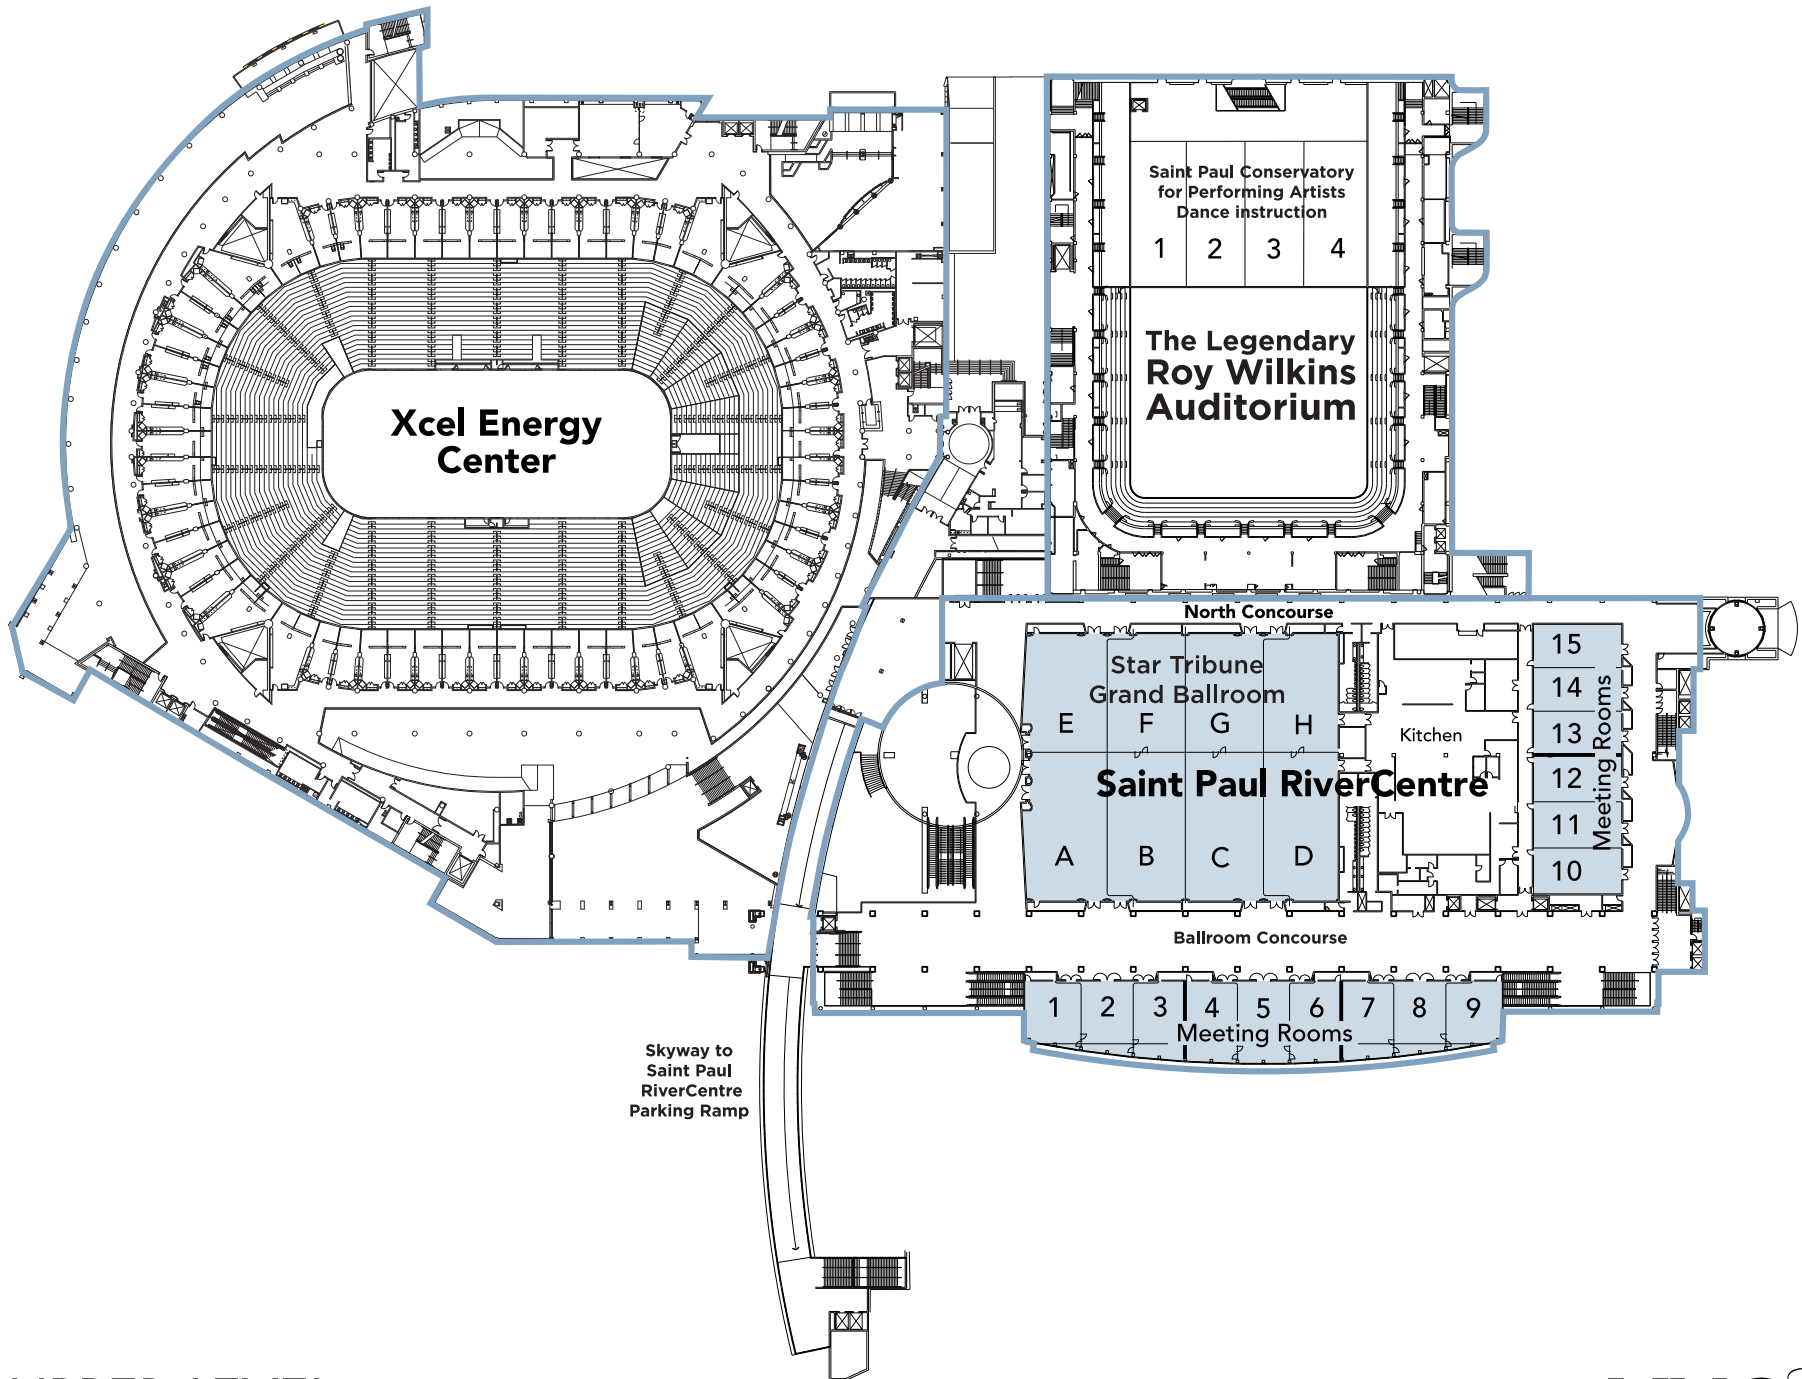 Saint Paul Conservatory
for Performing Artists
Dance instruction
1 2 3 4
The Legendary
Roy Wilkins
Auditorium
Xcel Energy
Center
North Concourse
Star Tribune
Grand Ballroom
E F G H
Kitchen
Saint Paul RiverCentre
A B C D
15
14
13
12
11
10
Meeting Rooms
Ballroom Concourse
1 2 3 4 5 6 7 8 9
Meeting Rooms
Skyway to
Saint Paul
RiverCentre
Parking Ramp